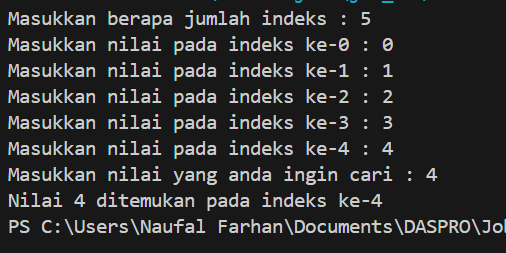 Masukkan berapa jumlah indeks : 5
Masukkan nilai pada indeks ke-0 : 0
Masukkan nilai pada indeks ke-1 : 1
Masukkan nilai pada indeks ke-2 : 2
Masukkan nilai pada indeks ke-3 : 3
Masukkan nilai pada indeks ke-4 : 4
Masukkan nilai yang anda ingin cari : 4
Nilai 4 ditemukan pada indeks ke-4
PS C:\Users\Naufal Farhan\Documents\DASPRO\Jo